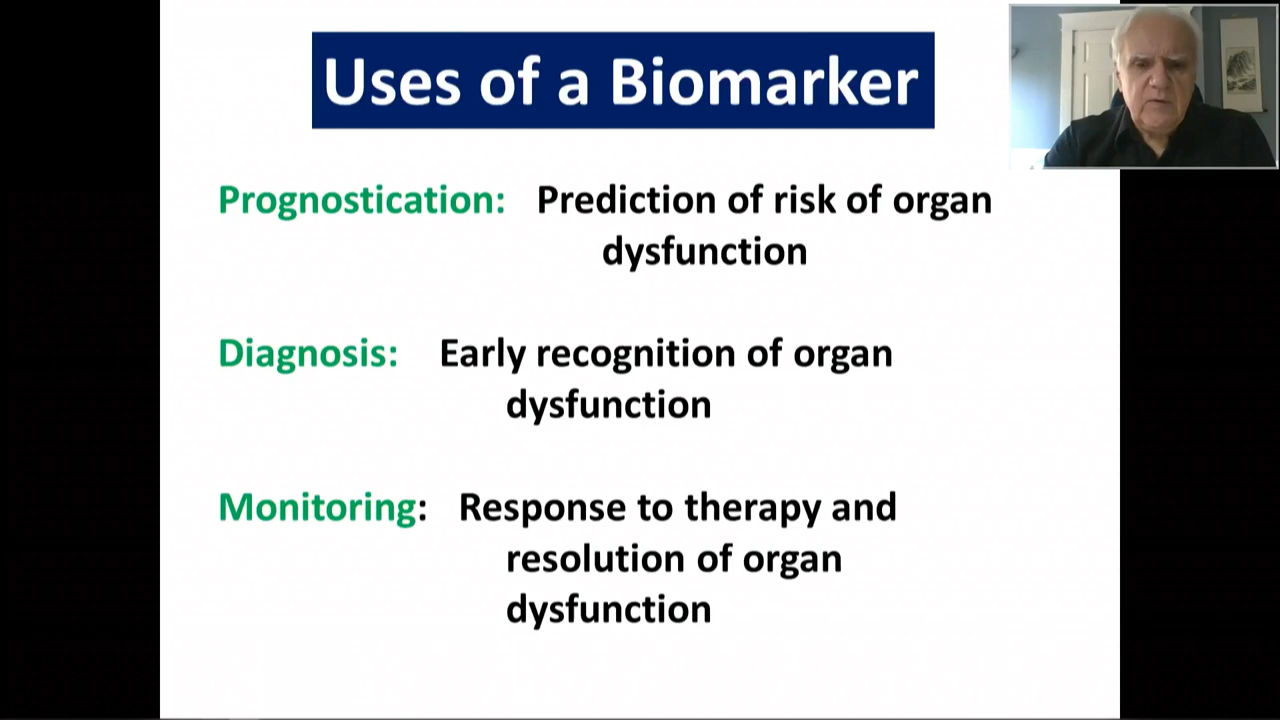 Uses of a Biomarker
Prognostication: Prediction of risk of organ
dysfunction
Diagnosis: Early recognition of organ
dysfunction
Monitoring: Response to therapy and
resolution of organ
dysfunction